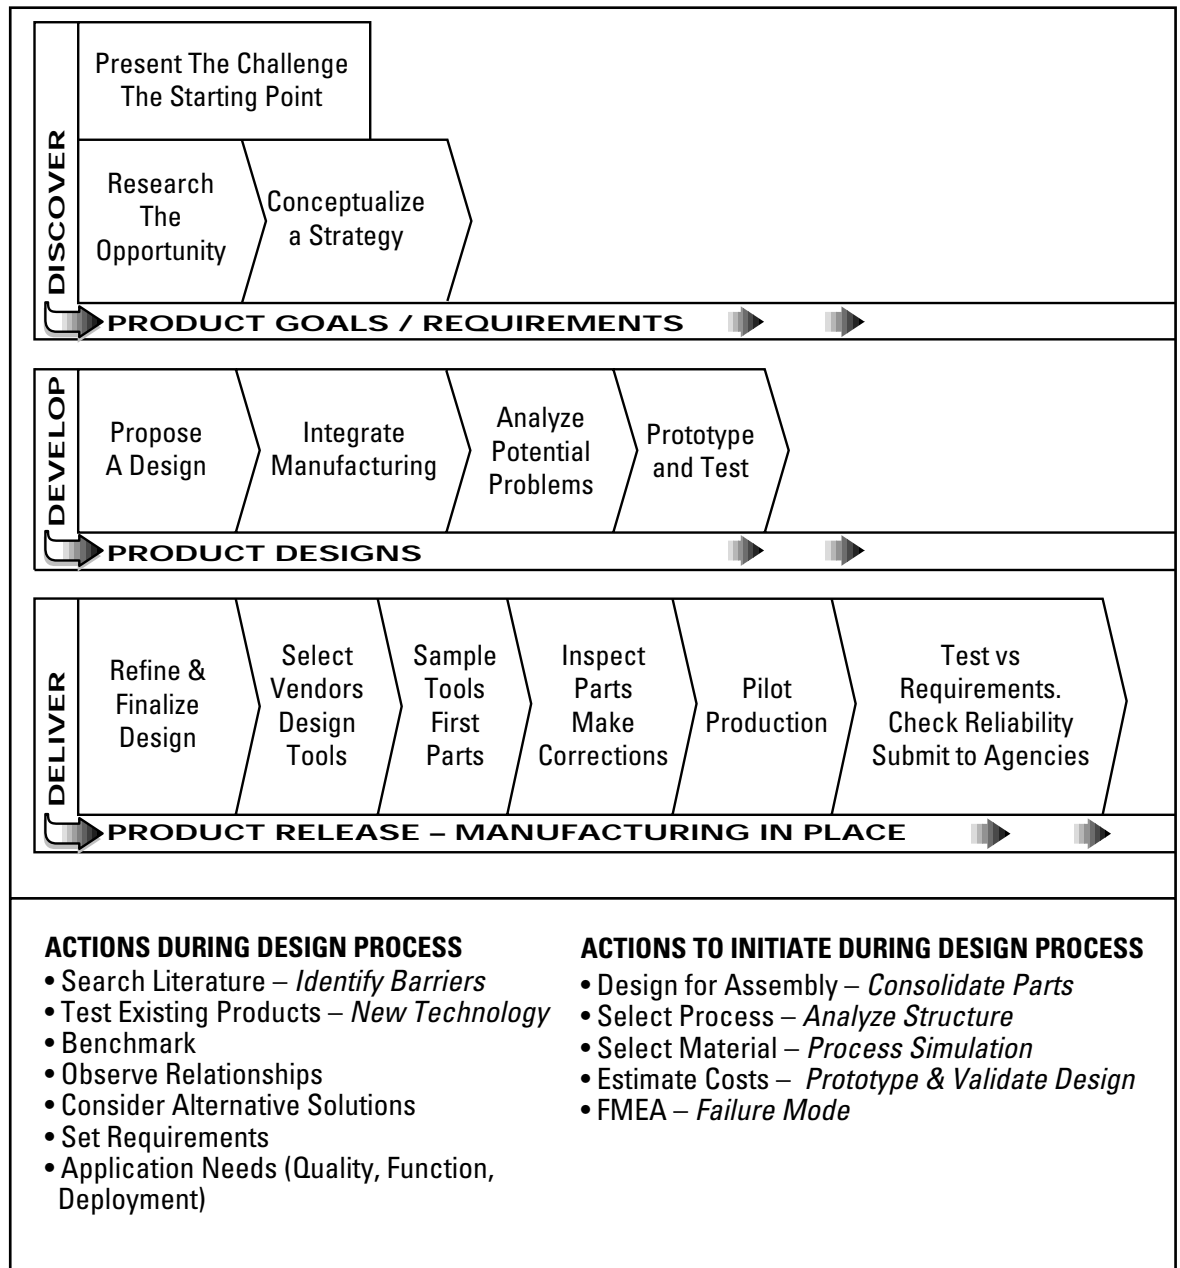 DISCOVER
Present The Challenge
The Starting Point
Research
The
Opportunity
Conceptualize
a Strategy
PRODUCT GOALS / REQUIREMENTS
DEVELOP
Propose
A Design
Integrate
Manufacturing
Analyze
Potential
Problems
Prototype
and Test
PRODUCT DESIGNS
DELIVER
Refine &
Finalize
Design
Select
Vendors
Design
Tools
Sample
Tools
First
Parts
Inspect
Parts
Make
Corrections
Pilot
Production
Test vs
Requirements.
Check Reliability
Submit to Agencies
PRODUCT RELEASE – MANUFACTURING IN PLACE
ACTIONS DURING DESIGN PROCESS
• Search Literature – Identify Barriers
• Test Existing Products – New Technology
• Benchmark
• Observe Relationships
• Consider Alternative Solutions
• Set Requirements
• Application Needs (Quality, Function,
Deployment)
ACTIONS TO INITIATE DURING DESIGN PROCESS
• Design for Assembly – Consolidate Parts
• Select Process – Analyze Structure
• Select Material – Process Simulation
• Estimate Costs – Prototype & Validate Design
• FMEA – Failure Mode